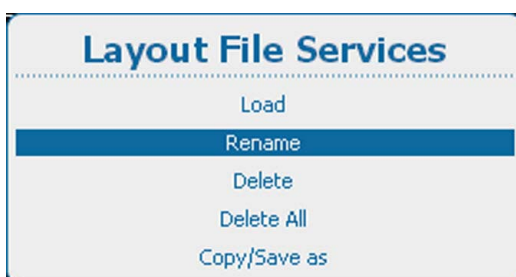 Layout File Services
Load
Rename
Delete
Delete All
Copy/Save as